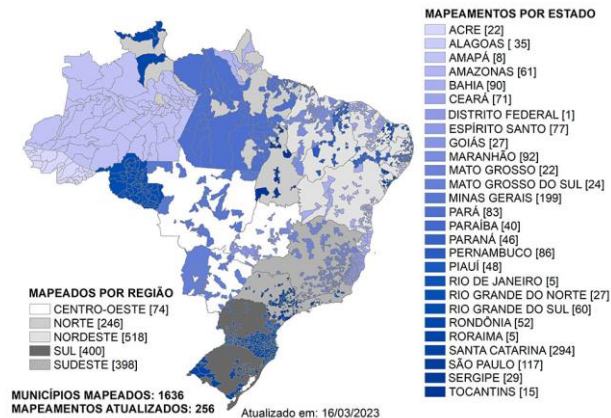 MAPEAMENTOS POR ESTADO
ACRE [22]
ALAGOAS [ 35]
AMAPÁ [8]
AMAZONAS [61]
BAHIA [90]
CEARÁ [71]
DISTRITO FEDERAL [1]
ESPÍRITO SANTO [77]
GOIÁS [27]
MARANHÃO [92]
MATO GROSSO [22]
MATO GROSSO DO SUL [24]
MINAS GERAIS [199]
PARÁ [83]
PARAÍBA [40]
PARANÁ [46]
PERNAMBUCO [86]
PIAUÍ [48]
RIO DE JANEIRO [5]
RIO GRANDE DO NORTE [27]
RIO GRANDE DO SUL [60]
RONDÔNIA [52]
RORAIMA [5]
SANTA CATARINA [294]
SÃO PAULO [117]
SERGIPE [29]
TOCANTINS [15]
MAPEADOS POR REGIÃO
CENTRO-OESTE [74]
NORTE [246]
NORDESTE [518]
SUL [400]
SUDESTE [398]
MUNICÍPIOS MAPEADOS: 1636
MAPEAMENTOS ATUALIZADOS: 256
Atualizado em: 16/03/2023